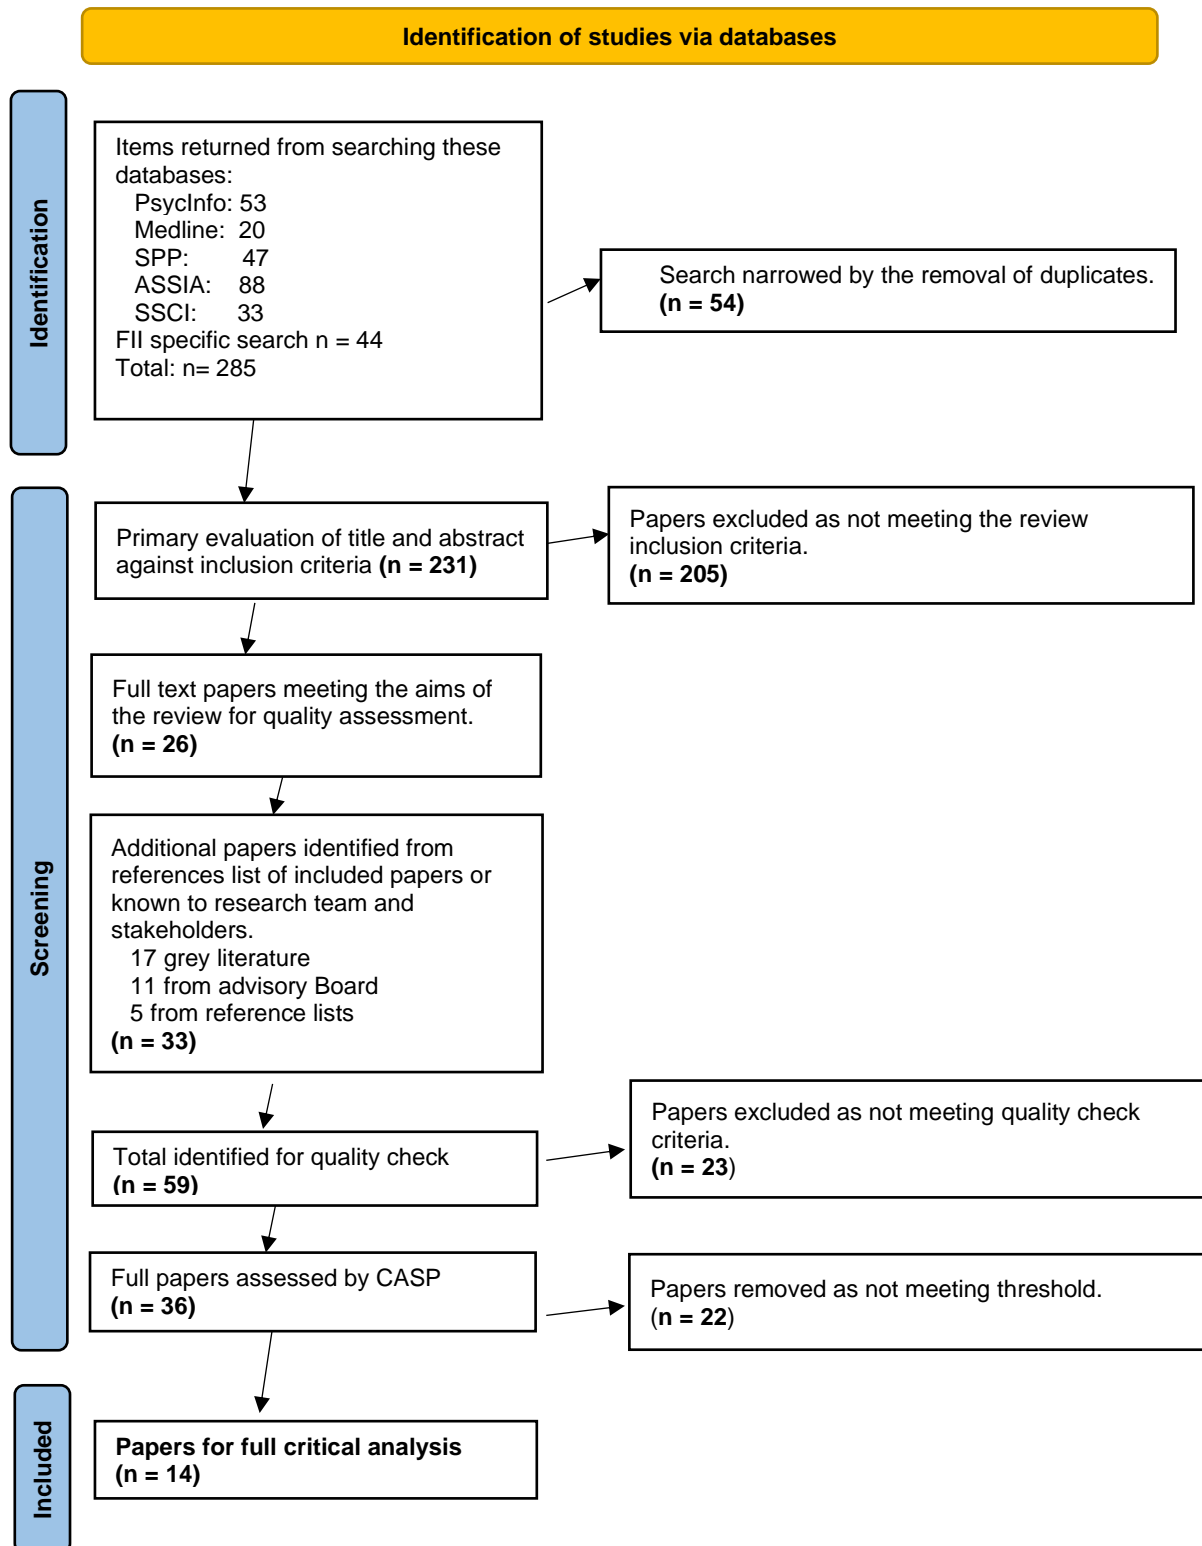 Identification of studies via databases
Identification
Items returned from searching these
databases:
PsycInfo: 53
Medline: 20
SPP: 47
ASSIA: 88
SSCI: 33
FII specific search n = 44
Total: n= 285
Search narrowed by the removal of duplicates.
(n = 54)
Screening
Primary evaluation of title and abstract
against inclusion criteria (n = 231)
Papers excluded as not meeting the review
inclusion criteria.
(n = 205)
Full text papers meeting the aims of
the review for quality assessment.
(n = 26)
Additional papers identified from
references list of included papers or
known to research team and
stakeholders.
17 grey literature
11 from advisory Board
5 from reference lists
(n = 33)
Total identified for quality check
(n = 59)
Papers excluded as not meeting quality check
criteria.
(n = 23)
Full papers assessed by CASP
(n = 36)
Papers removed as not meeting threshold.
(n = 22)
Included
Papers for full critical analysis
(n = 14)